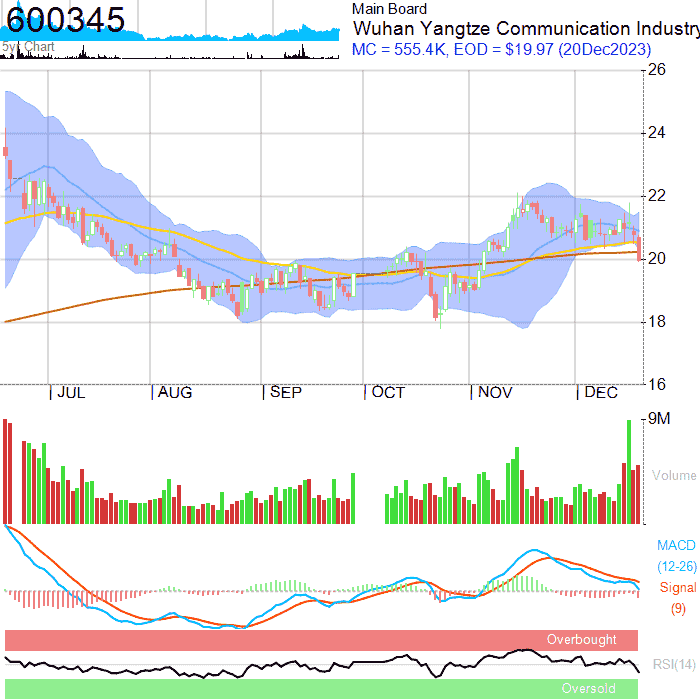 600345
5yr Chart
Main Board
Wuhan Yangtze Communication Industry
MC = 555.4K, EOD = $19.97 (20Dec2023)
26
24
22
20
18
16
JUL AUG SEP OCT NOV DEC
9M
Volume
MACD
(12-26)
Signal
(9)
Overbought
RSI(14)
Oversold